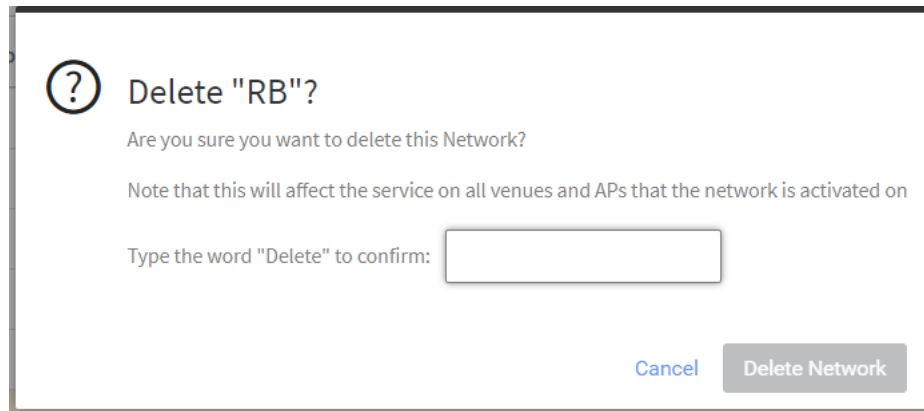 Delete "RB"?
Are you sure you want to delete this Network?
Note that this will affect the service on all venues and APs that the network is activated on
Type the word "Delete" to confirm:
Cancel
Delete Network